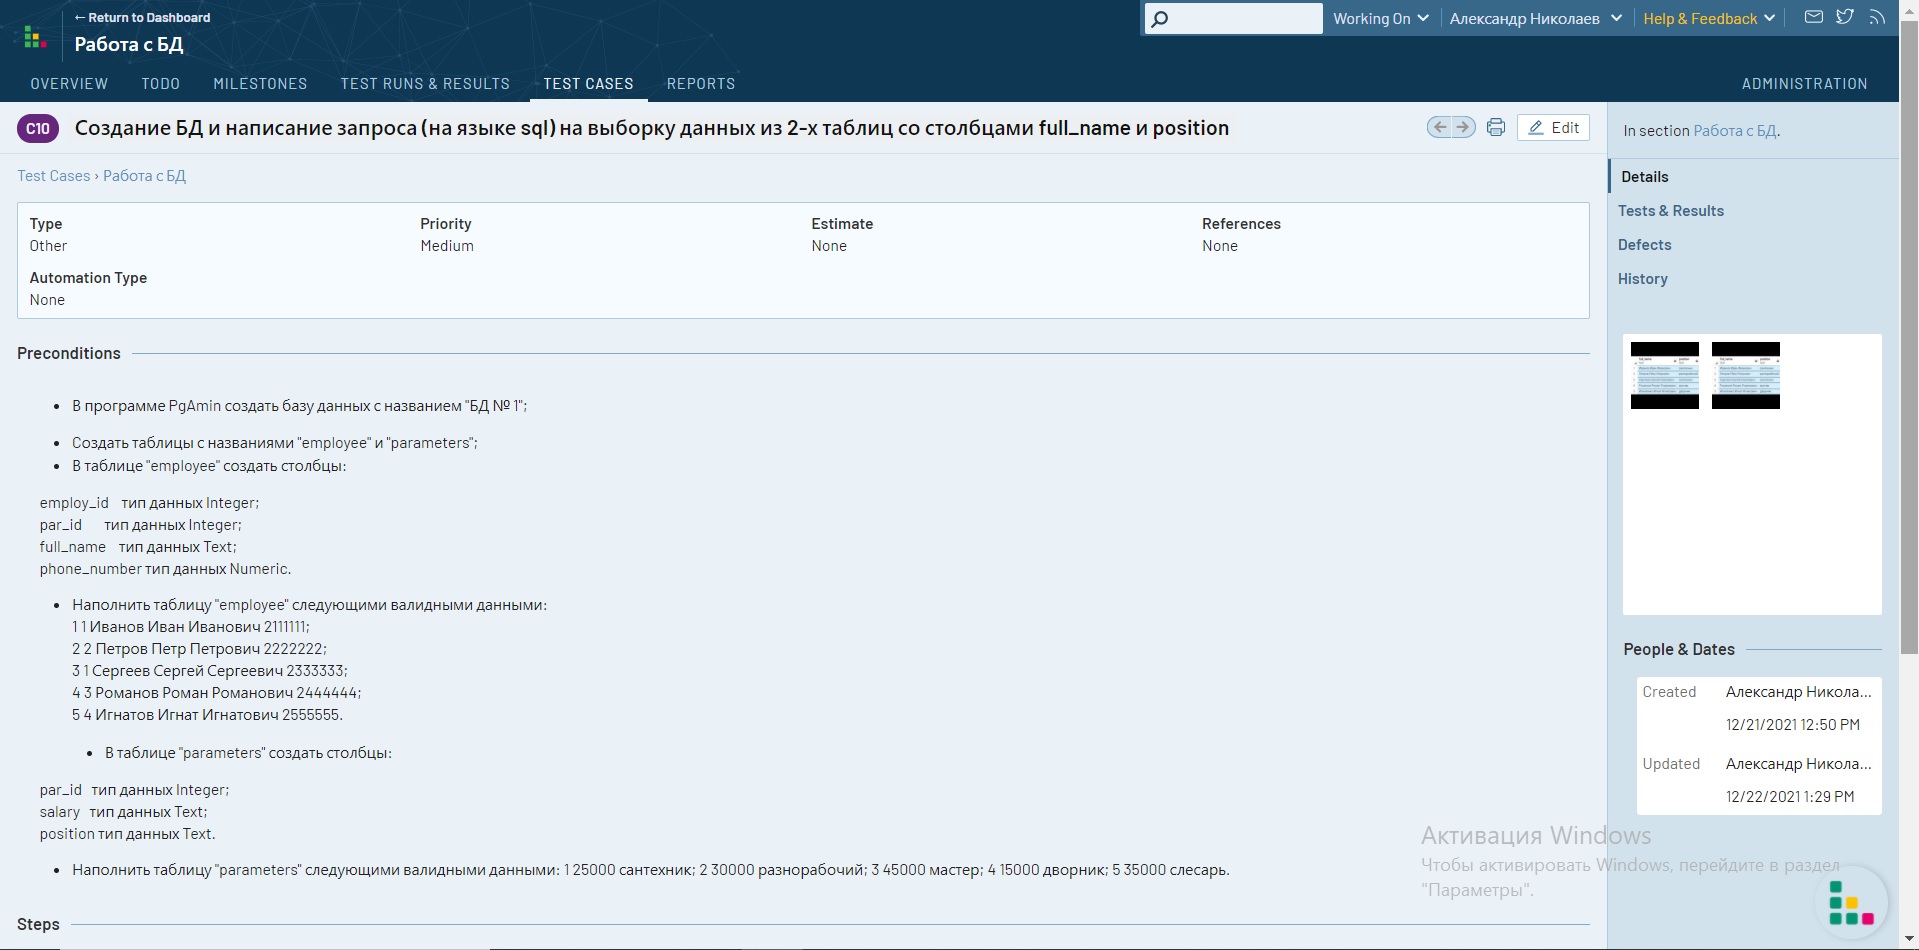 ← Return to Dashboard
Работа с БД
Working On
Александр Николаев
Help & Feedback
OVERVIEW TODO MILESTONES TEST RUNS & RESULTS TEST CASES REPORTS ADMINISTRATION
C10 Создание БД и написание запроса (на языке sql) на выборку данных из 2-х таблиц со столбцами full_name и position
Edit
Test Cases › Работа с БД
Type Priority Estimate References
Other Medium None None
Automation Type
None
Preconditions
• В программе PgAmin создать базу данных с названием "БД № 1";
• Создать таблицы с названиями "employee" и "parameters";
• В таблице "employee" создать столбцы:
employ_id тип данных Integer;
par_id тип данных Integer;
full_name тип данных Text;
phone_number тип данных Numeric.
• Наполнить таблицу "employee" следующими валидными данными:
1 1 Иванов Иван Иванович 2111111;
2 2 Петров Петр Петрович 2222222;
3 1 Сергеев Сергей Сергеевич 2333333;
4 3 Романов Роман Романович 2444444;
5 4 Игнатов Игнат Игнатович 2555555.
• В таблице "parameters" создать столбцы:
par_id тип данных Integer;
salary тип данных Text;
position тип данных Text.
• Наполнить таблицу "parameters" следующими валидными данными: 1 25000 сантехник; 2 30000 разнорабочий; 3 45000 мастер; 4 15000 дворник; 5 35000 слесарь.
Steps
In section Работа с БД.
Details
Tests & Results
Defects
History
People & Dates
Created Александр Никола...
12/21/2021 12:50 PM
Updated Александр Никола...
12/22/2021 1:29 PM
Активация Windows
Чтобы активировать Windows, перейдите в раздел
"Параметры".